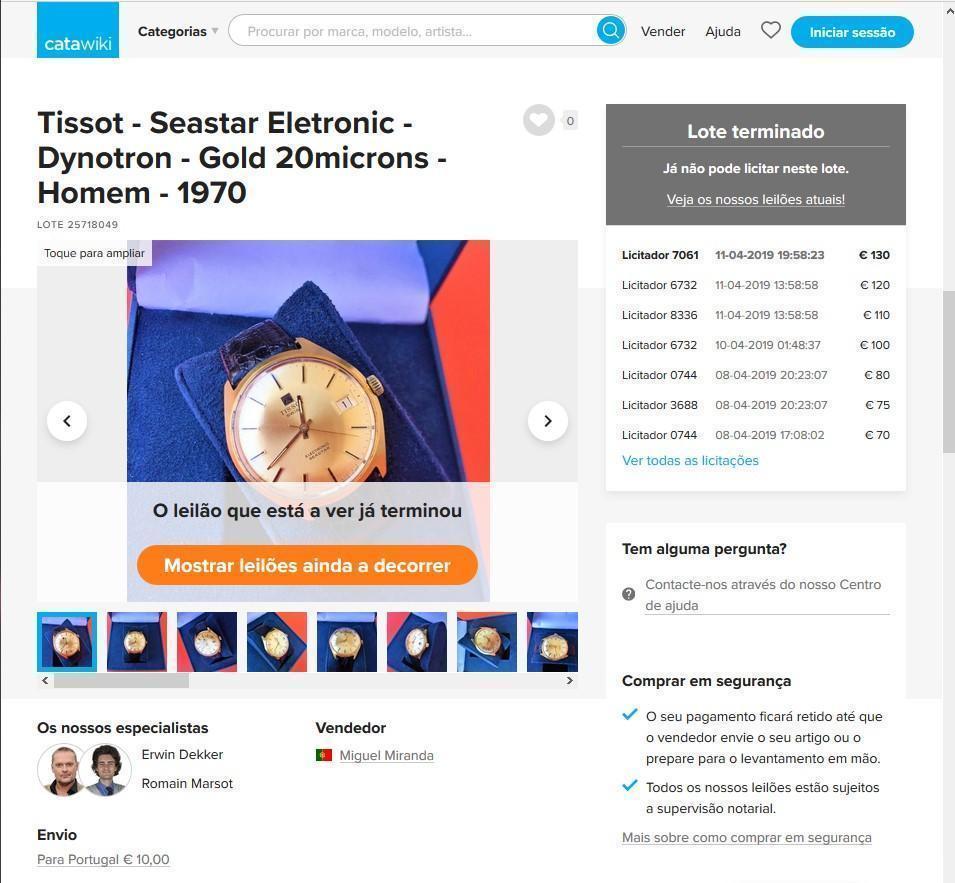 catawiki
Categorias
Procurar por marca, modelo, artista...
Vender
Ajuda
Iniciar sessão
Tissot - Seastar Eletronic -
Dynotron - Gold 20microns -
Homem - 1970
0
LOTE 25718049
Toque para ampliar
TISSOT
ELECTRONIC
SEASTAR
1
O leilão que está a ver já terminou
Mostrar leilões ainda a decorrer
Lote terminado
Já não pode licitar neste lote.
Veja os nossos leilões atuais!
Licitador 7061 11-04-2019 19:58:23 € 130
Licitador 6732 11-04-2019 13:58:58 € 120
Licitador 8336 11-04-2019 13:58:58 € 110
Licitador 6732 10-04-2019 01:48:37 € 100
Licitador 0744 08-04-2019 20:23:07 € 80
Licitador 3688 08-04-2019 20:23:07 € 75
Licitador 0744 08-04-2019 17:08:02 € 70
Ver todas as licitações
Tem alguma pergunta?
Contacte-nos através do nosso Centro
de ajuda
Comprar em segurança
O seu pagamento ficará retido até que
o vendedor envie o seu artigo ou o
prepare para o levantamento em mão.
Todos os nossos leilões estão sujeitos
a supervisão notarial.
Mais sobre como comprar em segurança
Os nossos especialistas
Erwin Dekker
Romain Marsot
Vendedor
Miguel Miranda
Envio
Para Portugal € 10,00